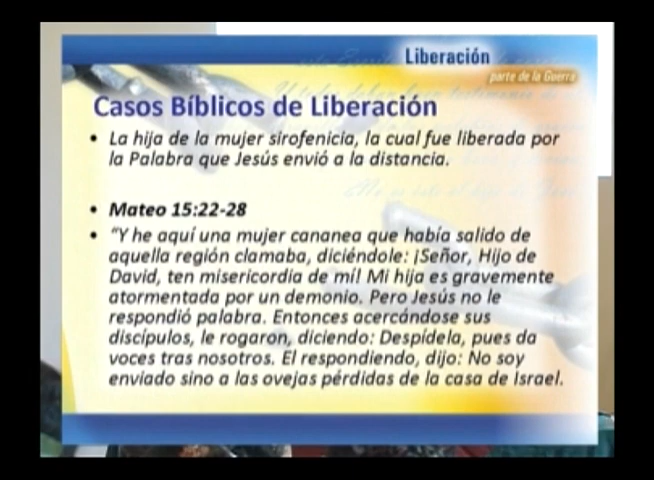 Liberación
parte de la Guerra
Casos Bíblicos de Liberación
• La hija de la mujer sirofenicia, la cual fue liberada por
la Palabra que Jesús envió a la distancia.
• Mateo 15:22-28
• “Y he aquí una mujer cananea que había salido de
aquella región clamaba, diciéndole: ¡Señor, Hijo de
David, ten misericordia de mí! Mi hija es gravemente
atormentada por un demonio. Pero Jesús no le
respondió palabra. Entonces acercándose sus
discípulos, le rogaron, diciendo: Despídela, pues da
voces tras nosotros. El respondiendo, dijo: No soy
enviado sino a las ovejas pérdidas de la casa de Israel.